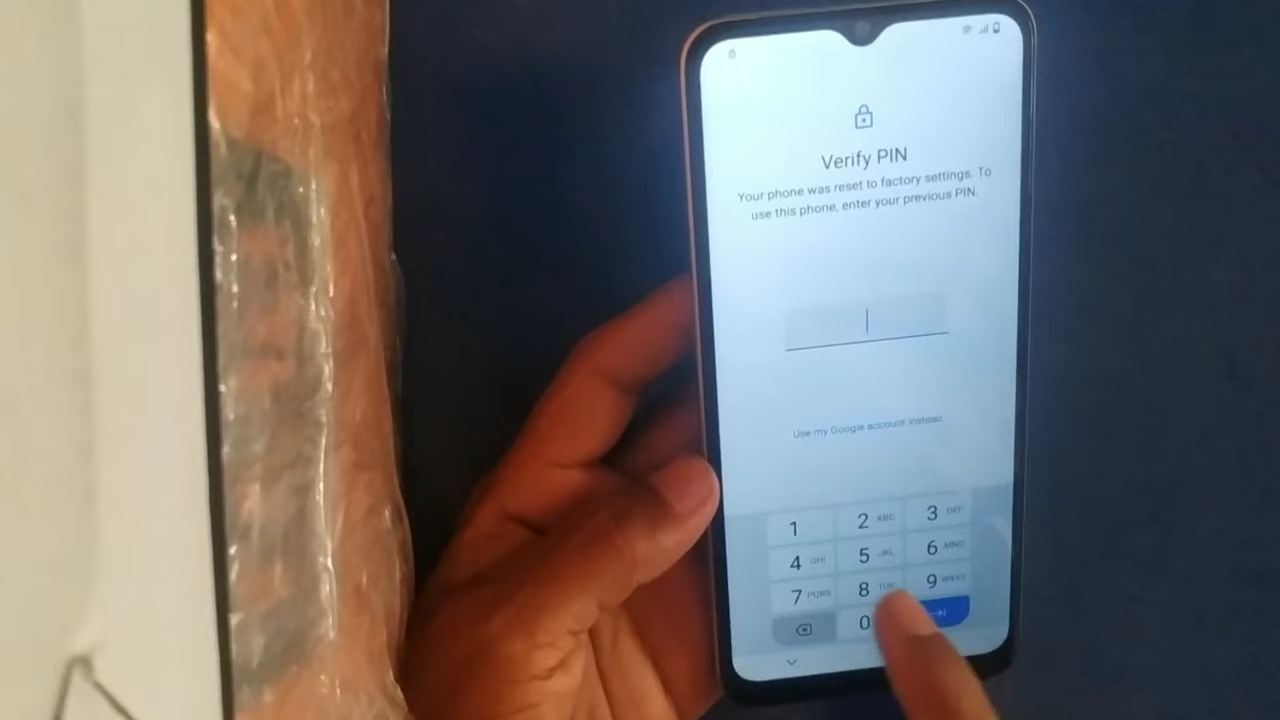 Verify PIN
Your phone was reset to factory settings. To
use this phone, enter your previous PIN.
Use my Google account instead
1
2 ABC
3 DEF
4 GHI
5 JKL
6 MNO
7 PQRS
8 TUV
9 WXYZ
0